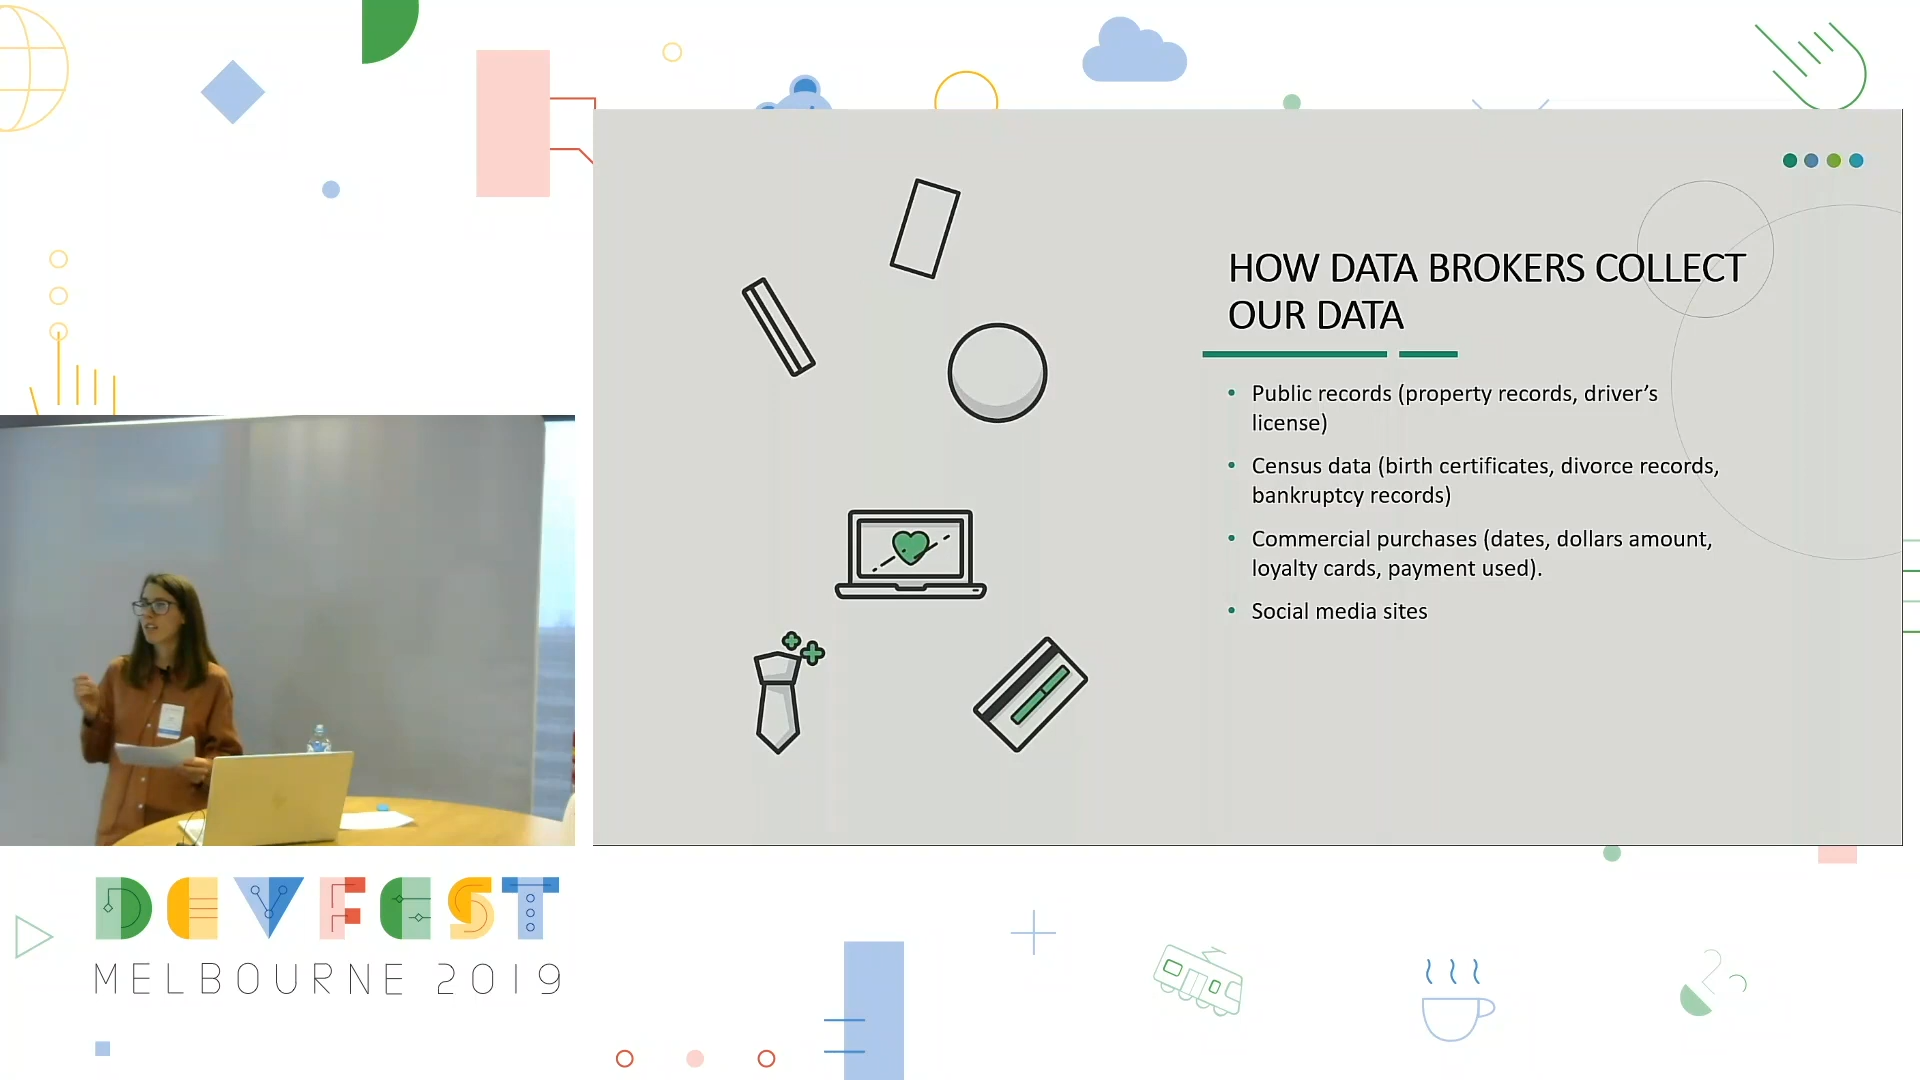 HOW DATA BROKERS COLLECT
OUR DATA
• Public records (property records, driver’s
license)
• Census data (birth certificates, divorce records,
bankruptcy records)
• Commercial purchases (dates, dollars amount,
loyalty cards, payment used).
• Social media sites
DEVFEST
MELBOURNE 2019